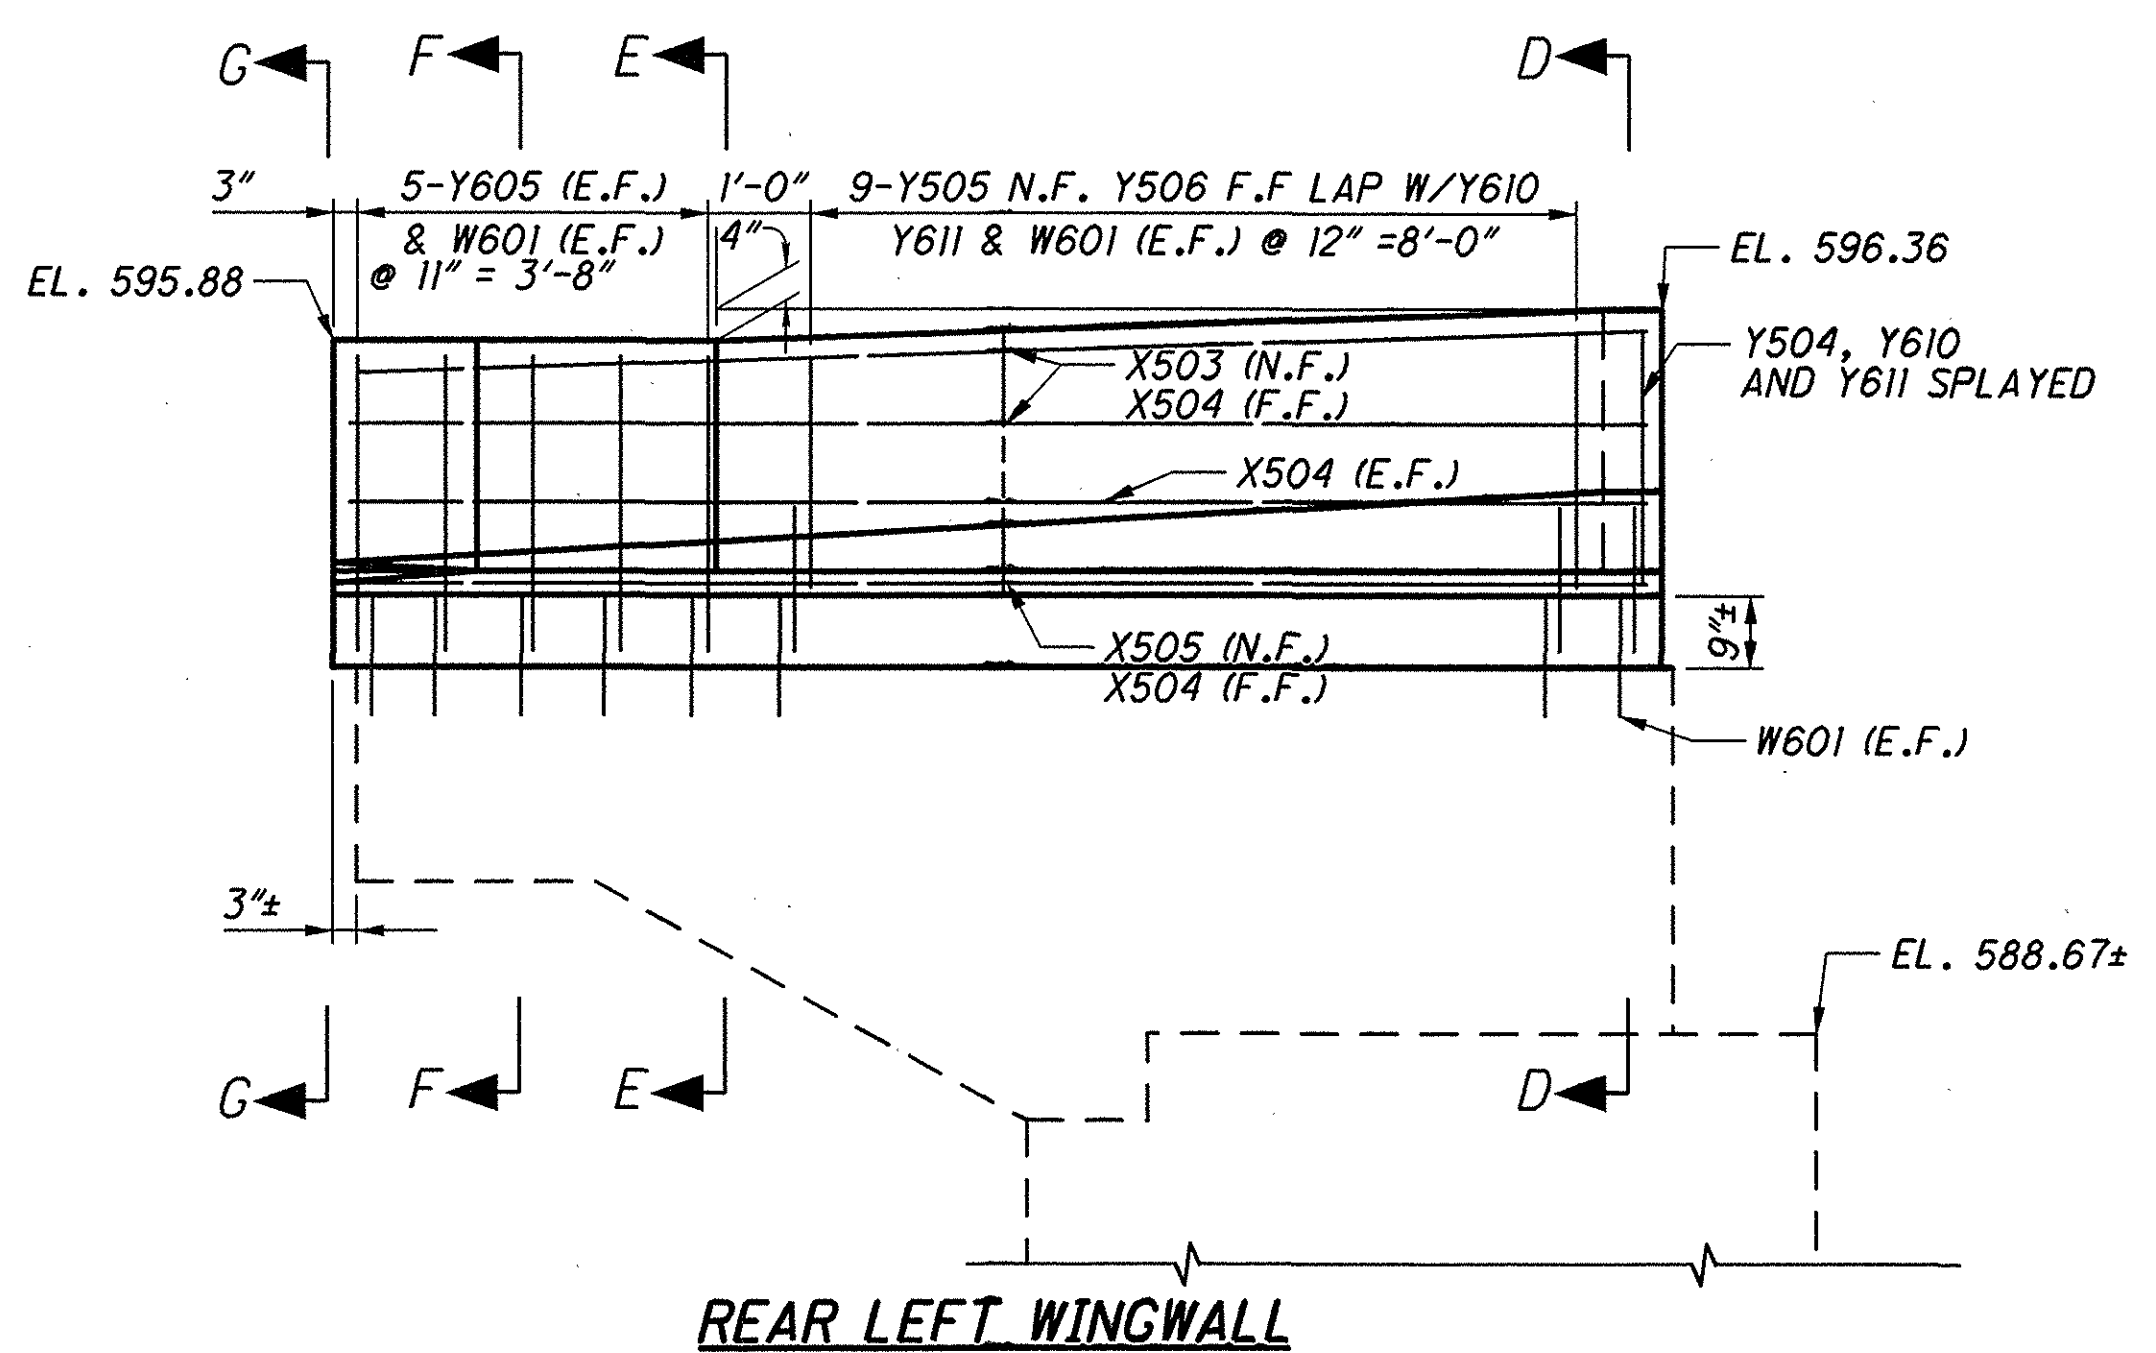 G F E D
3" 5-Y605 (E.F.) 1'-0" 9-Y505 N.F. Y506 F.F LAP W/Y610
& W601 (E.F.) 4" Y611 & W601 (E.F.) @ 12" =8'-0"
@ 11" = 3'-8"
EL. 595.88
EL. 596.36
Y504, Y610
AND Y611 SPLAYED
X503 (N.F.)
X504 (F.F.)
X504 (E.F.)
9"±
X505 (N.F.)
X504 (F.F.)
W601 (E.F.)
3"±
EL. 588.67±
G F E D
REAR LEFT WINGWALL